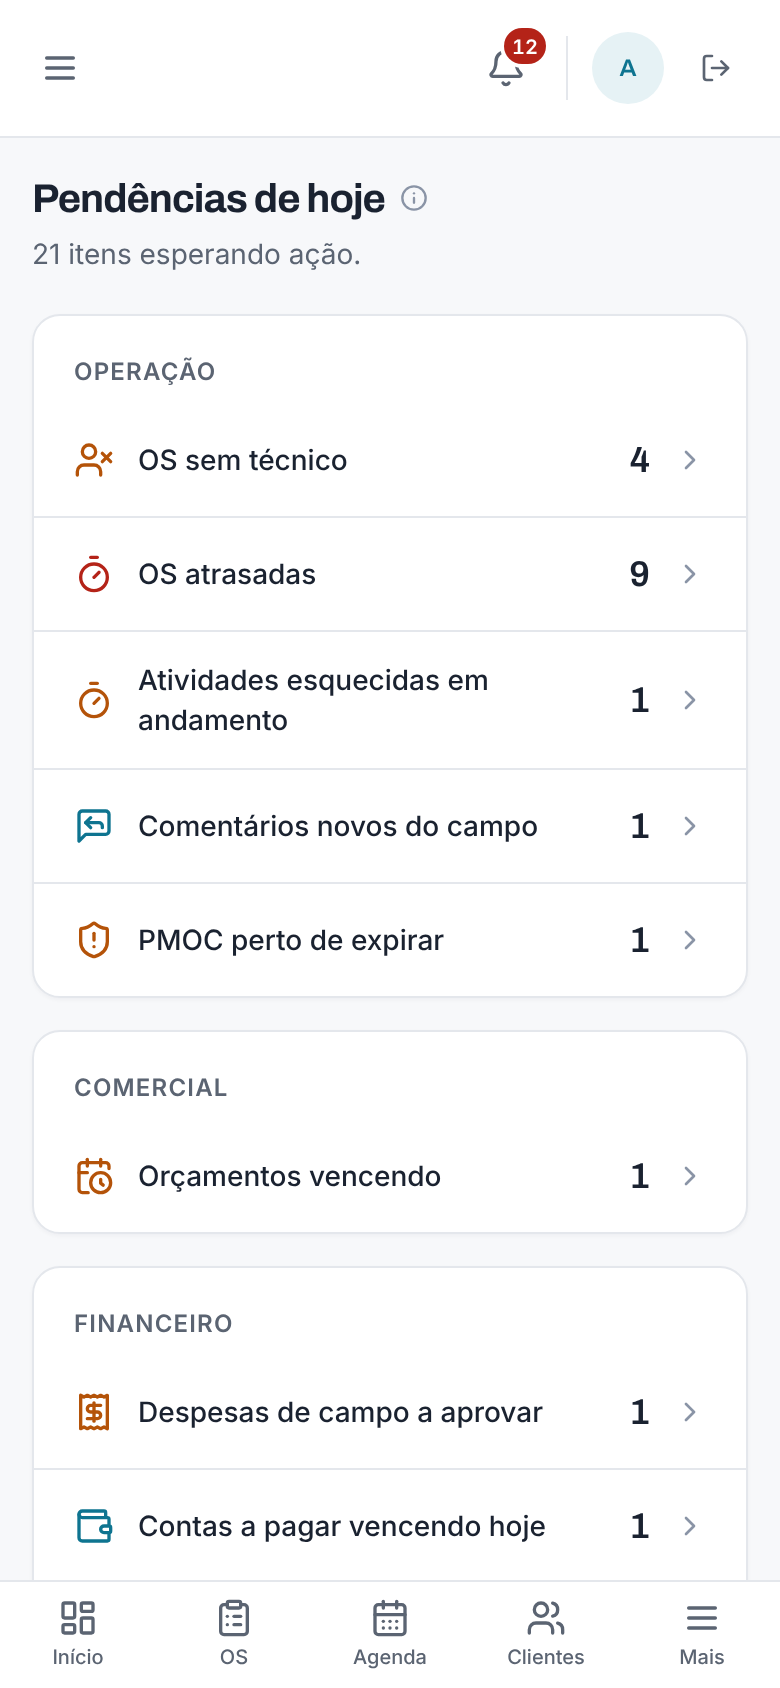 12
A
Pendências de hoje
21 itens esperando ação.
OPERAÇÃO
OS sem técnico 4
OS atrasadas 9
Atividades esquecidas em
andamento 1
Comentários novos do campo 1
PMOC perto de expirar 1
COMERCIAL
Orçamentos vencendo 1
FINANCEIRO
Despesas de campo a aprovar 1
Contas a pagar vencendo hoje 1
Início OS Agenda Clientes Mais